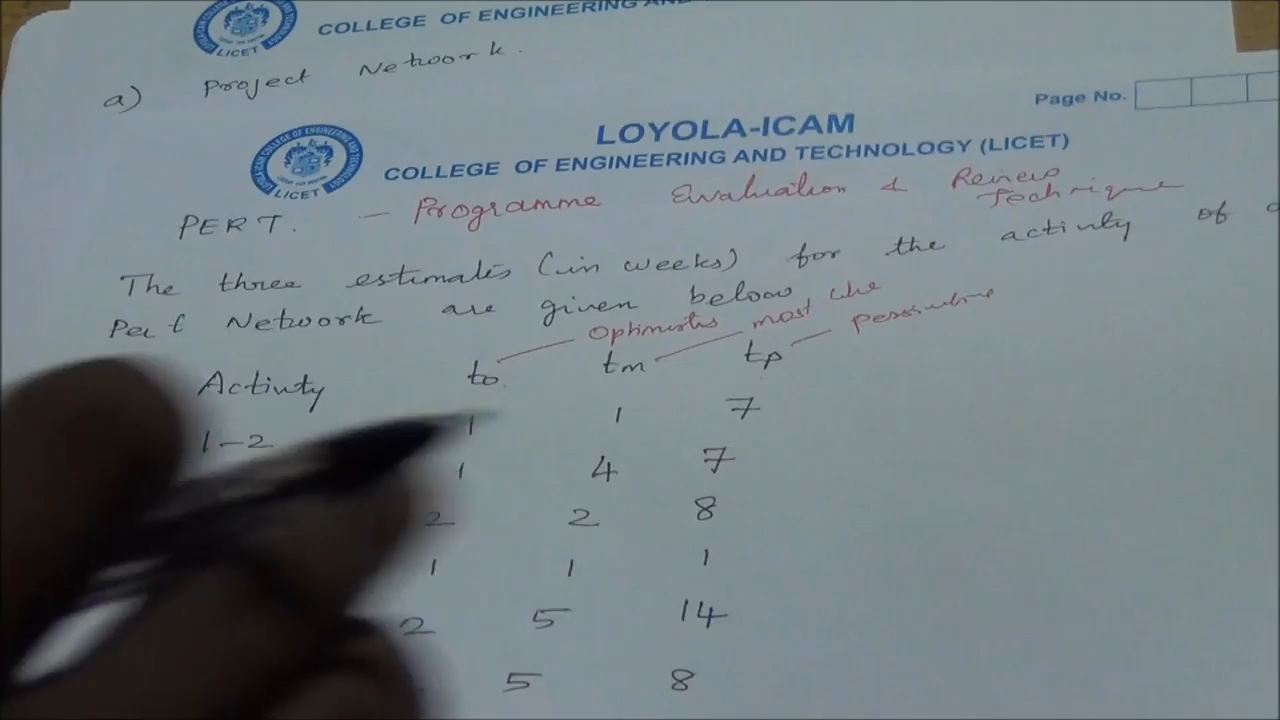 COLLEGE OF ENGINEERING
LICET
a) Project Network.
Page No.
LOYOLA-ICAM
COLLEGE OF ENGINEERING AND TECHNOLOGY (LICET)
LICET
PERT. - Programme Evaluation & Review
Technique
The three estimates (in weeks) for the activity of
Pert Network are given below
Optimistic most like
Activity to tm tp
1-2 1 1 7
1 4 7
2 2 8
1 1 1
2 5 14
5 8